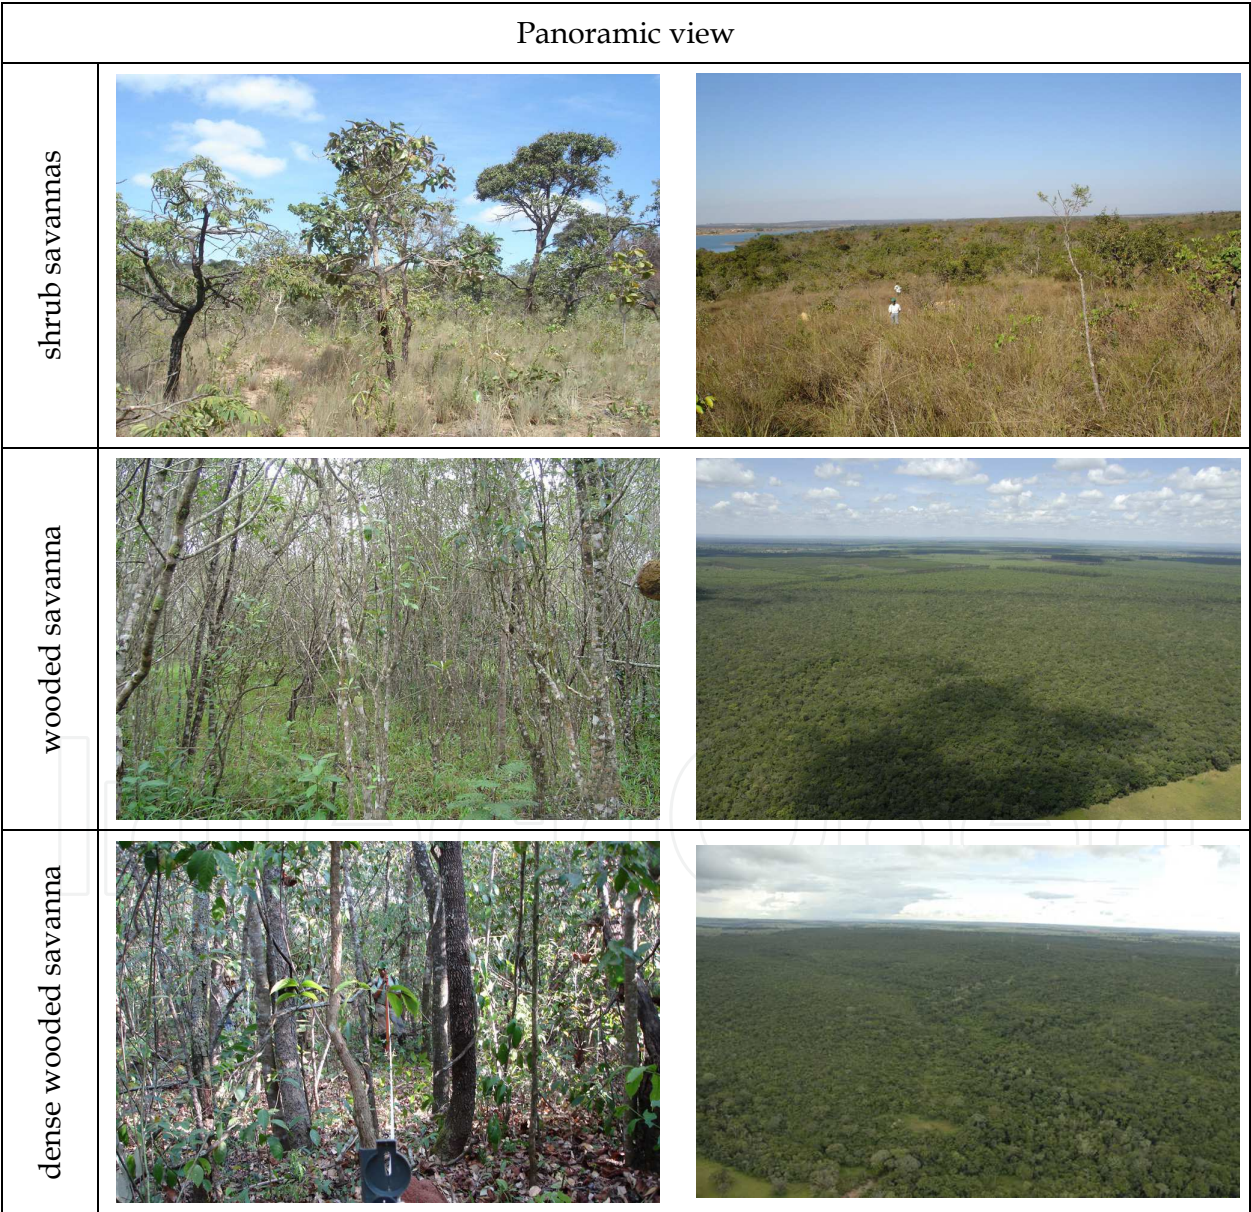 Panoramic view
shrub savannas
wooded savanna
dense wooded savanna